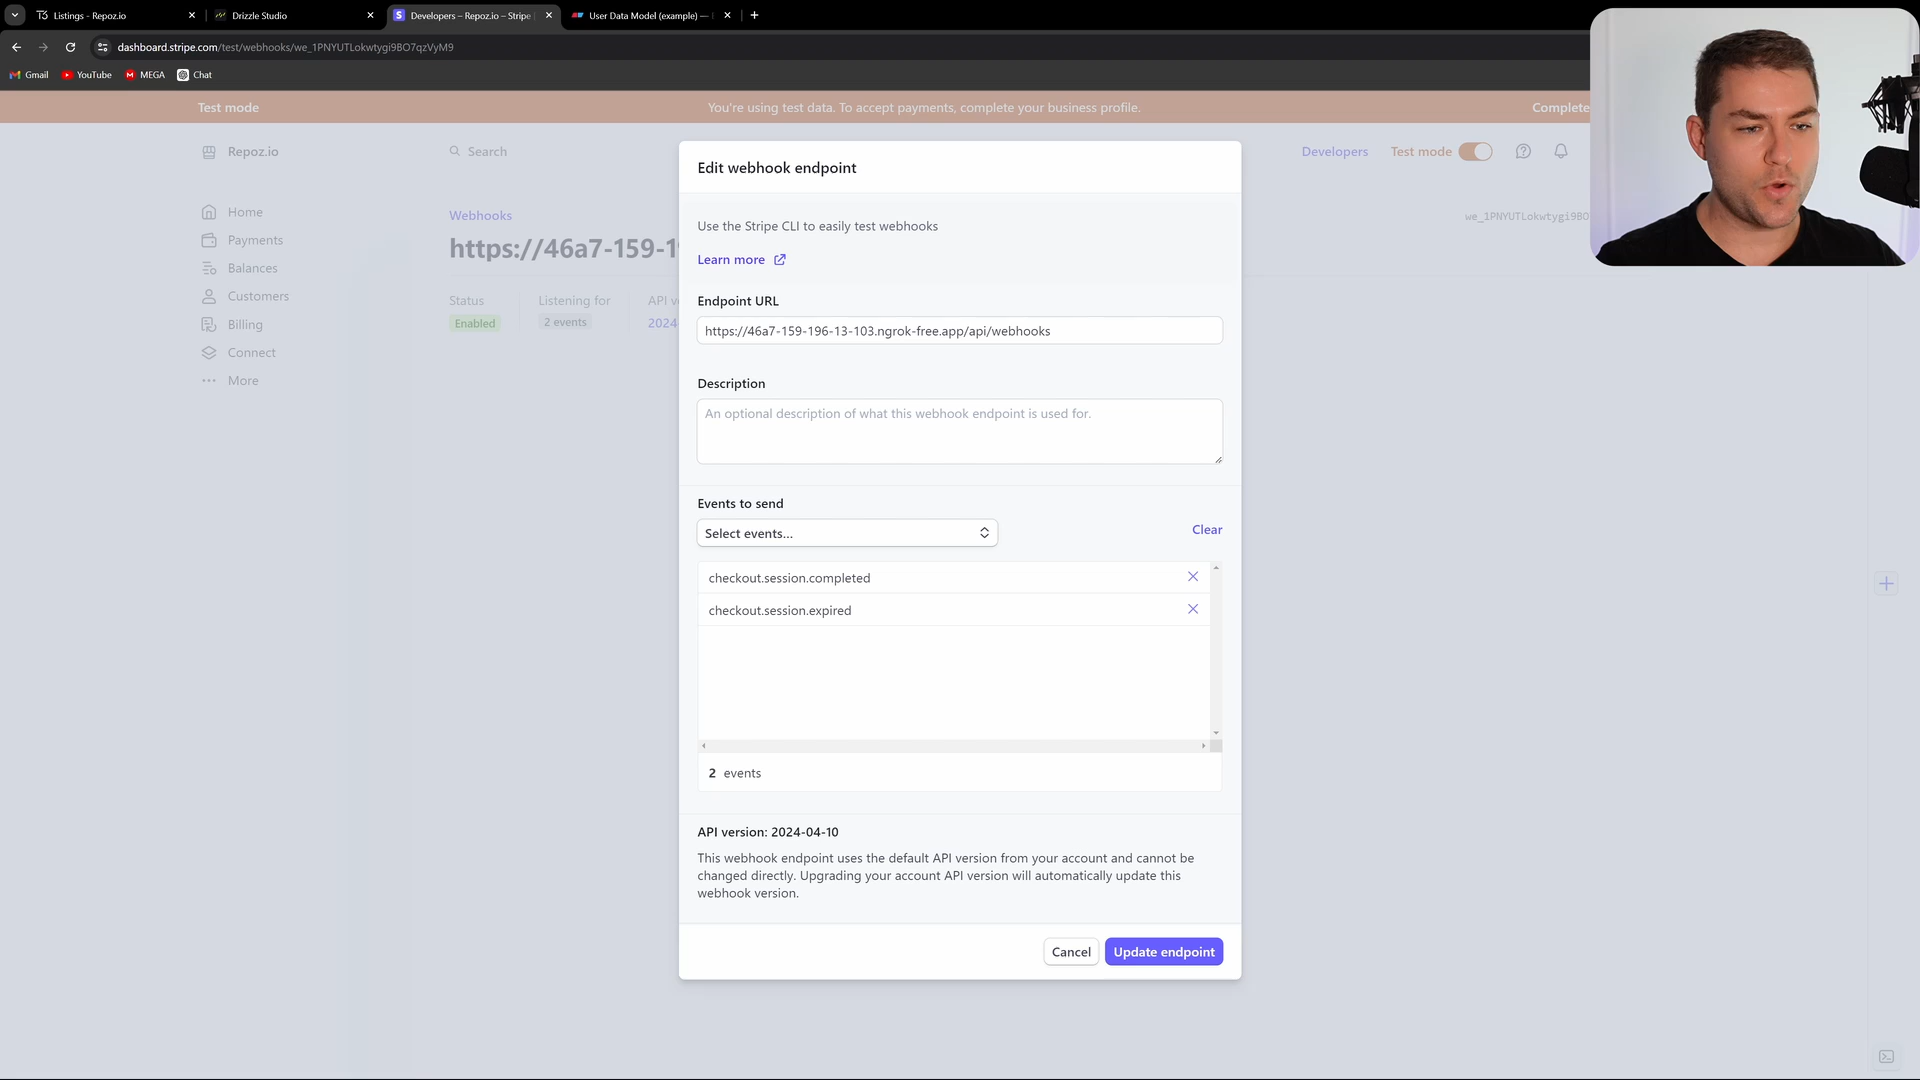 Listings - Repoz.io
Drizzle Studio
Developers – Repoz.io – Stripe
User Data Model (example) —
dashboard.stripe.com/test/webhooks/we_1PNYUTLokwtygi9BO7qzVyM9
Gmail
YouTube
MEGA
Chat
Test mode
You're using test data. To accept payments, complete your business profile.
Complete
Repoz.io
Search
Developers
Test mode
Home
Payments
Balances
Customers
Billing
Connect
More
Webhooks
we_1PNYUTLokwtygi9BO
https://46a7-159-1
Status
Listening for
API v
Enabled
2 events
2024-
Edit webhook endpoint
Use the Stripe CLI to easily test webhooks
Learn more
Endpoint URL
https://46a7-159-196-13-103.ngrok-free.app/api/webhooks
Description
An optional description of what this webhook endpoint is used for.
Events to send
Select events...
Clear
checkout.session.completed
checkout.session.expired
2 events
API version: 2024-04-10
This webhook endpoint uses the default API version from your account and cannot be
changed directly. Upgrading your account API version will automatically update this
webhook version.
Cancel
Update endpoint